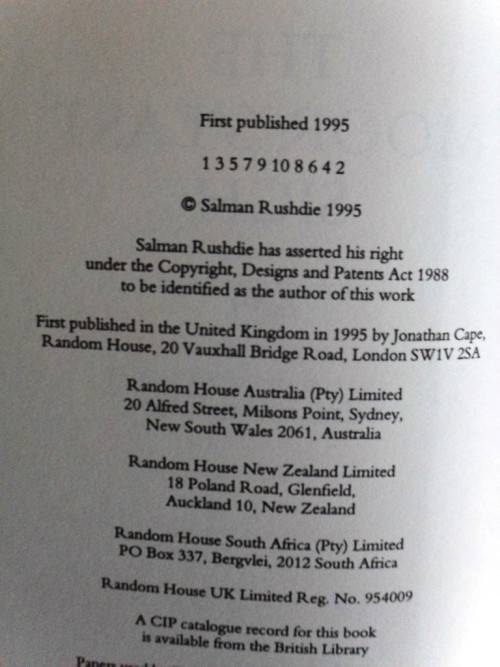 First published 1995
1 3 5 7 9 10 8 6 4 2
© Salman Rushdie 1995
Salman Rushdie has asserted his right
under the Copyright, Designs and Patents Act 1988
to be identified as the author of this work
First published in the United Kingdom in 1995 by Jonathan Cape,
Random House, 20 Vauxhall Bridge Road, London SW1V 2SA
Random House Australia (Pty) Limited
20 Alfred Street, Milsons Point, Sydney,
New South Wales 2061, Australia
Random House New Zealand Limited
18 Poland Road, Glenfield,
Auckland 10, New Zealand
Random House South Africa (Pty) Limited
PO Box 337, Bergvlei, 2012 South Africa
Random House UK Limited Reg. No. 954009
A CIP catalogue record for this book
is available from the British Library
Papers used